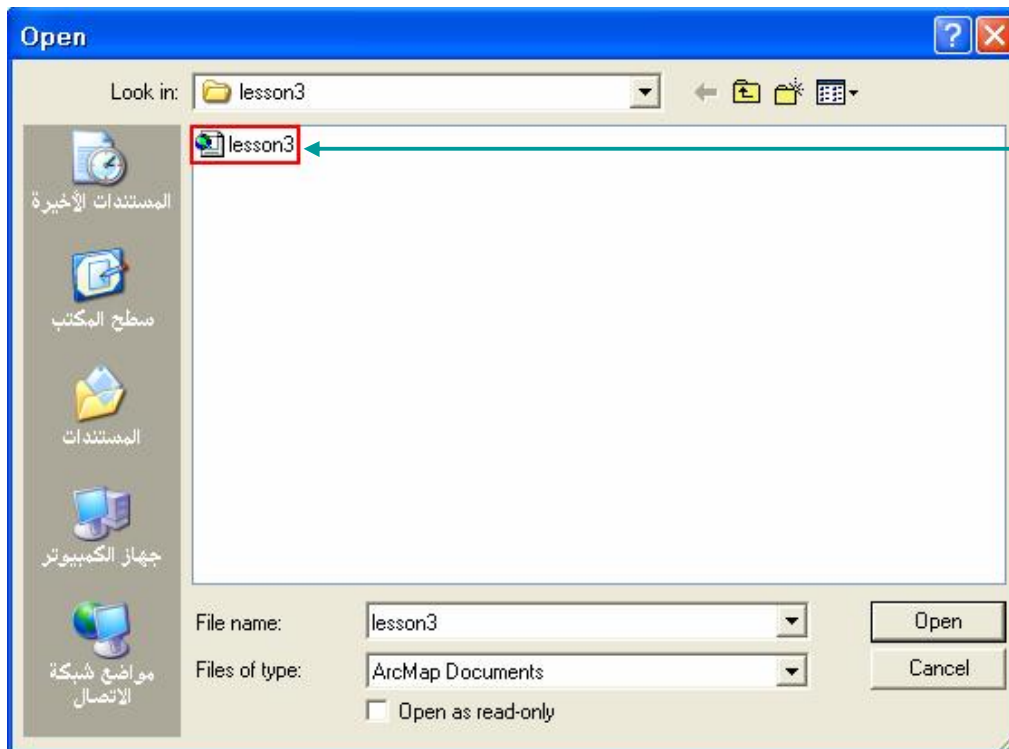 Open
Look in:
lesson3
lesson3
المستندات الأخيرة
سطح المكتب
المستندات
جهاز الكمبيوتر
مواضع شبكة
الاتصال
File name:
lesson3
Open
Files of type:
ArcMap Documents
Cancel
Open as read-only